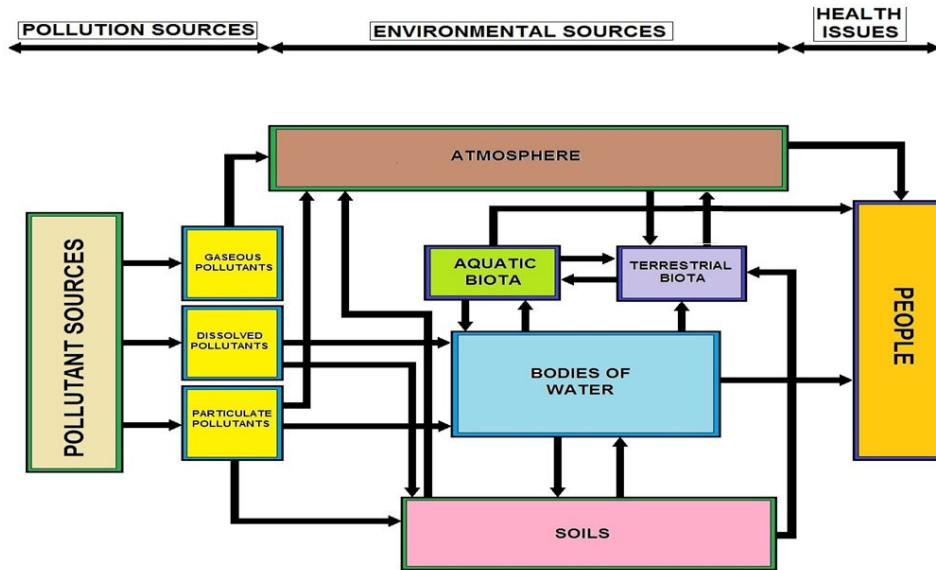 POLLUTION SOURCES
ENVIRONMENTAL SOURCES
HEALTH
ISSUES
ATMOSPHERE
POLLUTANT SOURCES
GASEOUS
POLLUTANTS
DISSOLVED
POLLUTANTS
PARTICULATE
POLLUTANTS
AQUATIC
BIOTA
TERRESTRIAL
BIOTA
BODIES OF
WATER
SOILS
PEOPLE